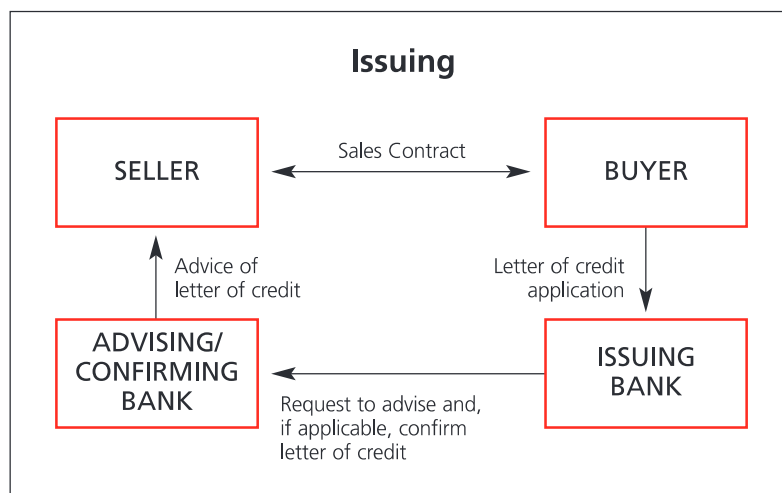 Issuing
SELLER
Sales Contract
BUYER
Advice of
letter of credit
Letter of credit
application
ADVISING/
CONFIRMING
BANK
Request to advise and,
if applicable, confirm
letter of credit
ISSUING
BANK